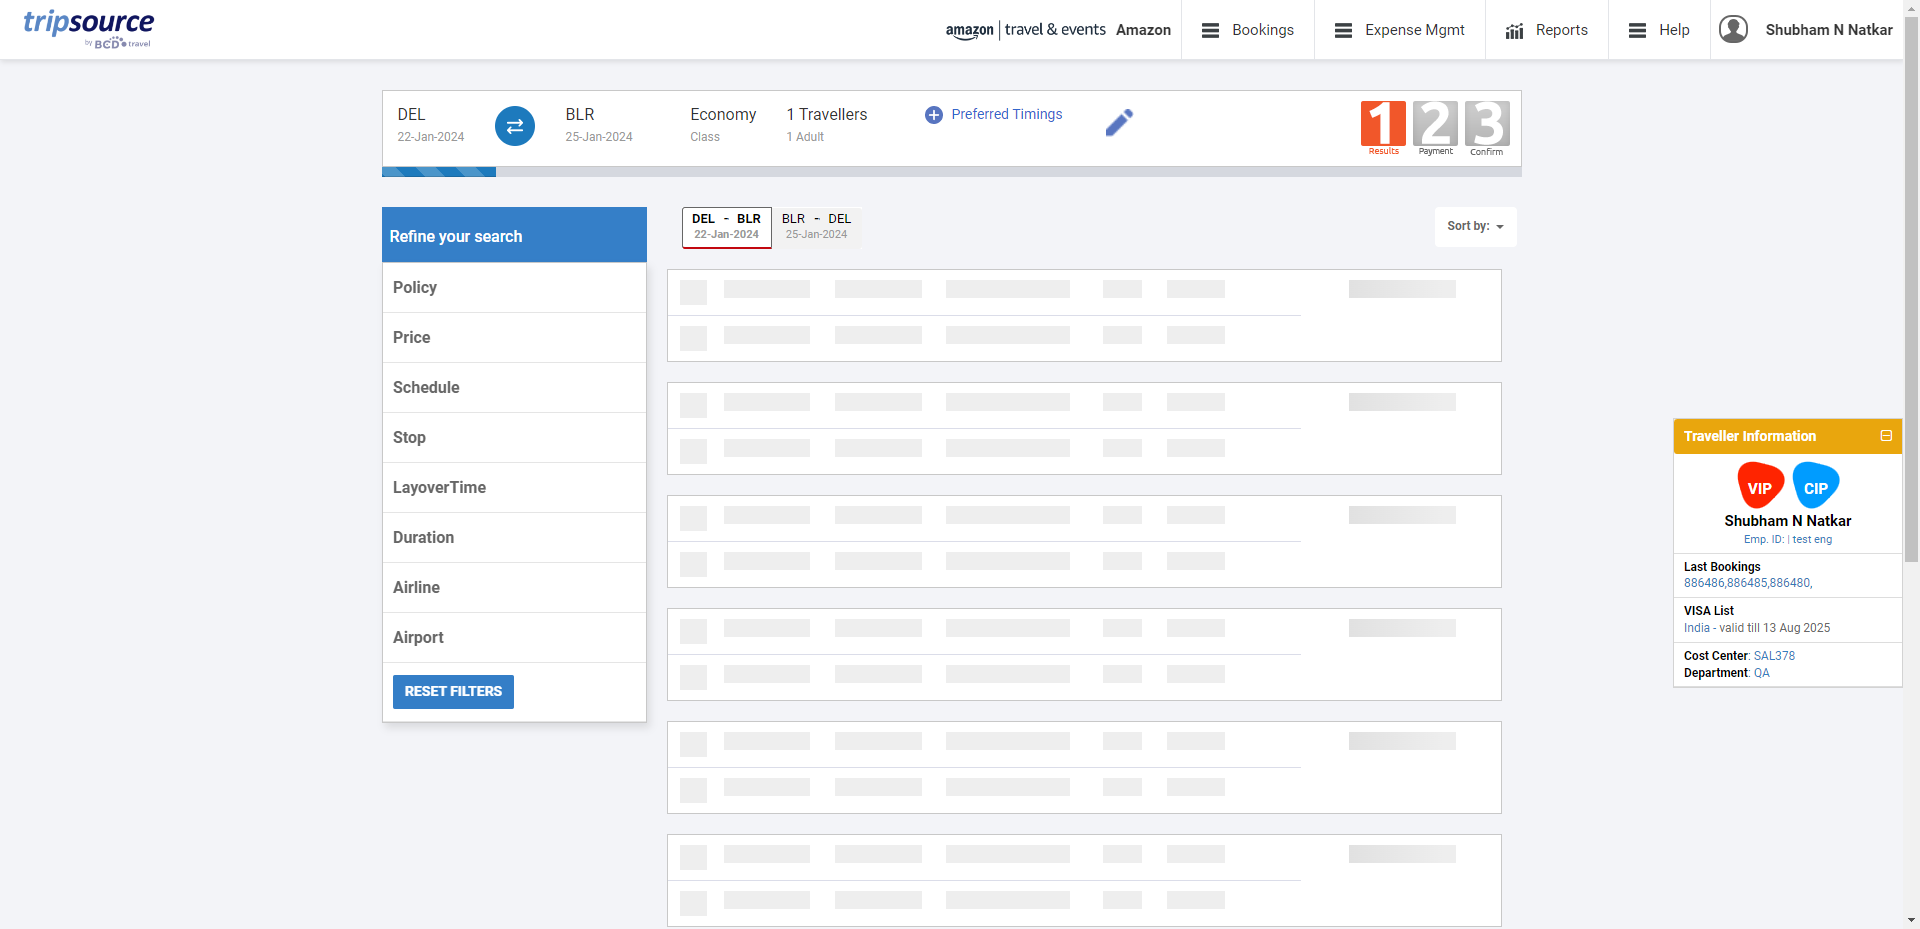 tripsource
by BCD travel
amazon | travel & events Amazon
Bookings
Expense Mgmt
Reports
Help
Shubham N Natkar
DEL
22-Jan-2024
BLR
25-Jan-2024
Economy
Class
1 Travellers
1 Adult
Preferred Timings
1
Results
2
Payment
3
Confirm
Refine your search
Policy
Price
Schedule
Stop
LayoverTime
Duration
Airline
Airport
RESET FILTERS
DEL - BLR
22-Jan-2024
BLR - DEL
25-Jan-2024
Sort by:
Traveller Information
VIP
CIP
Shubham N Natkar
Emp. ID: | test eng
Last Bookings
886486,886485,886480,
VISA List
India - valid till 13 Aug 2025
Cost Center: SAL378
Department: QA